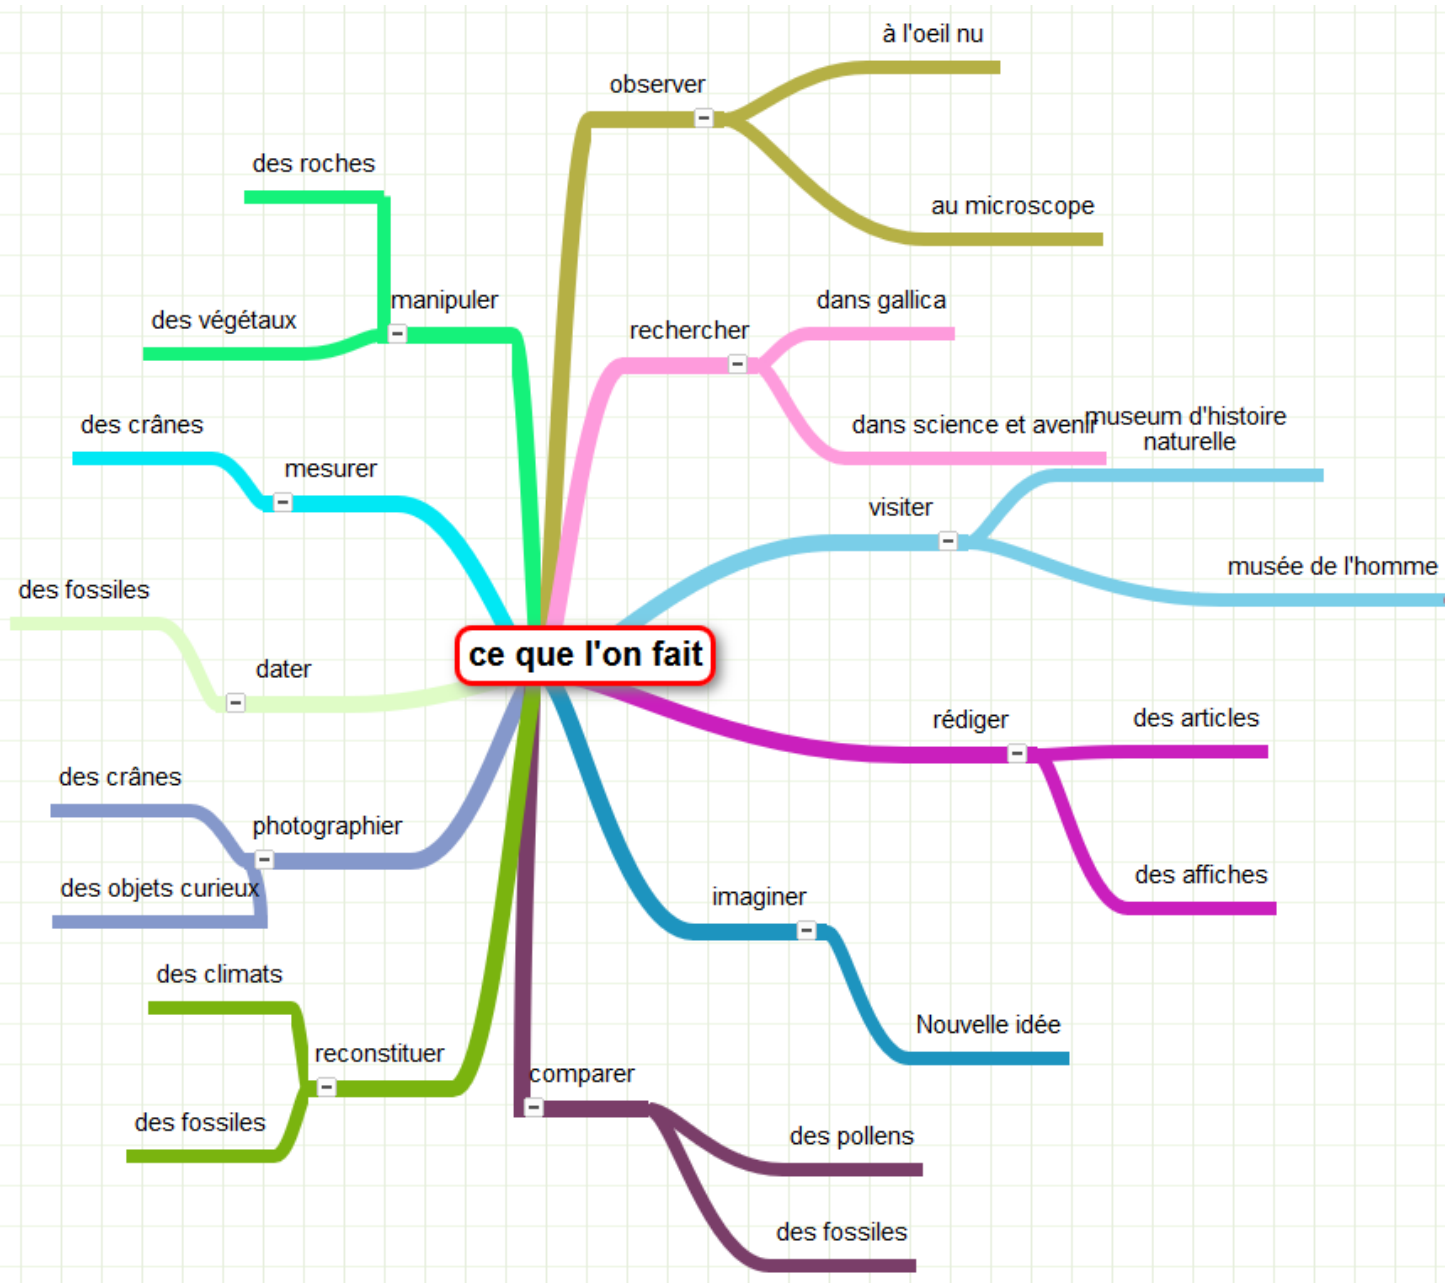 ce que l'on fait
observer
à l'oeil nu
au microscope
rechercher
dans gallica
dans science et avenir
visiter
museum d'histoire
naturelle
musée de l'homme
rédiger
des articles
des affiches
imaginer
Nouvelle idée
comparer
des pollens
des fossiles
reconstituer
des climats
des fossiles
photographier
des crânes
des objets curieux
dater
des fossiles
mesurer
des crânes
manipuler
des roches
des végétaux